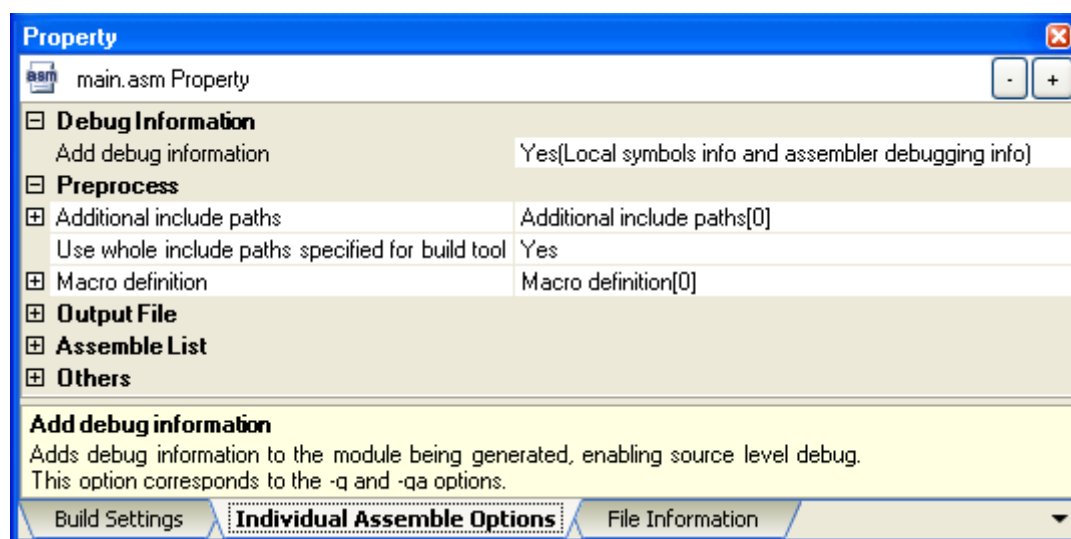 Property
asm main.asm Property - +
Debug Information
Add debug information Yes(Local symbols info and assembler debugging info)
Preprocess
Additional include paths Additional include paths[0]
Use whole include paths specified for build tool Yes
Macro definition Macro definition[0]
Output File
Assemble List
Others
Add debug information
Adds debug information to the module being generated, enabling source level debug.
This option corresponds to the -g and -ga options.
Build Settings Individual Assemble Options File Information